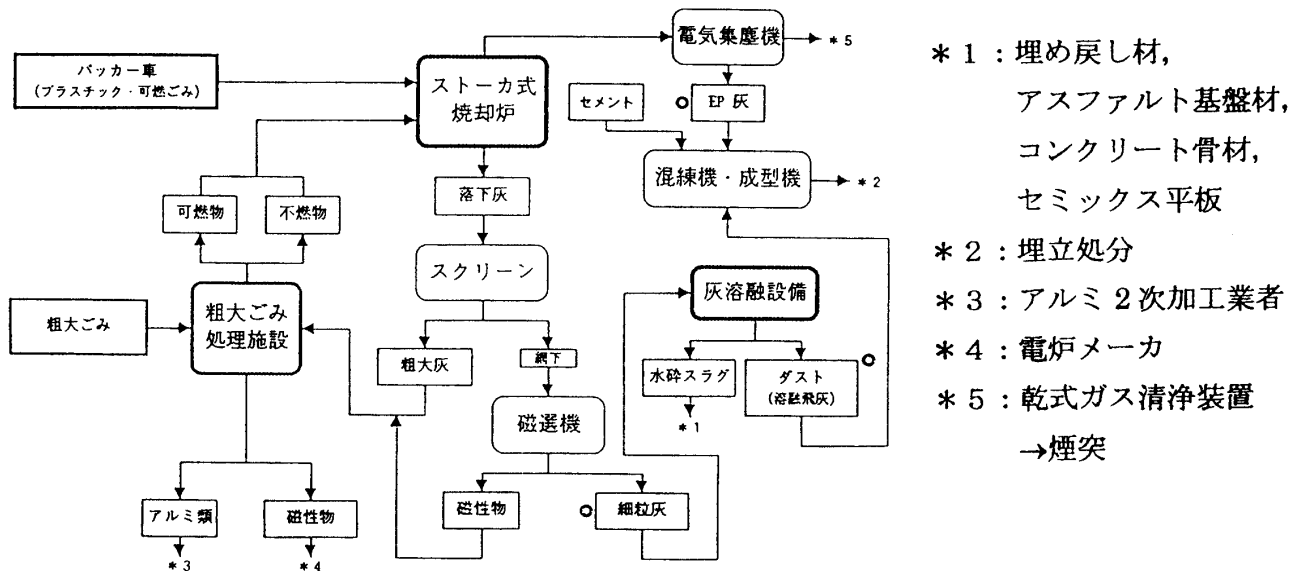 電気集塵機
*5
パッカー車
(プラスチック・可燃ごみ)
ストーカ式
焼却炉
セメント
EP 灰
混練機・成型機
*2
落下灰
可燃物
不燃物
スクリーン
灰溶融設備
粗大ごみ
粗大ごみ
処理施設
粗大灰
網下
水砕スラグ
ダスト
(溶融飛灰)
*1
磁選機
アルミ類
磁性物
磁性物
細粒灰
*3
*4
*1:埋め戻し材,
アスファルト基盤材,
コンクリート骨材,
セミックス平板
*2:埋立処分
*3:アルミ2次加工業者
*4:電炉メーカ
*5:乾式ガス清浄装置
→煙突